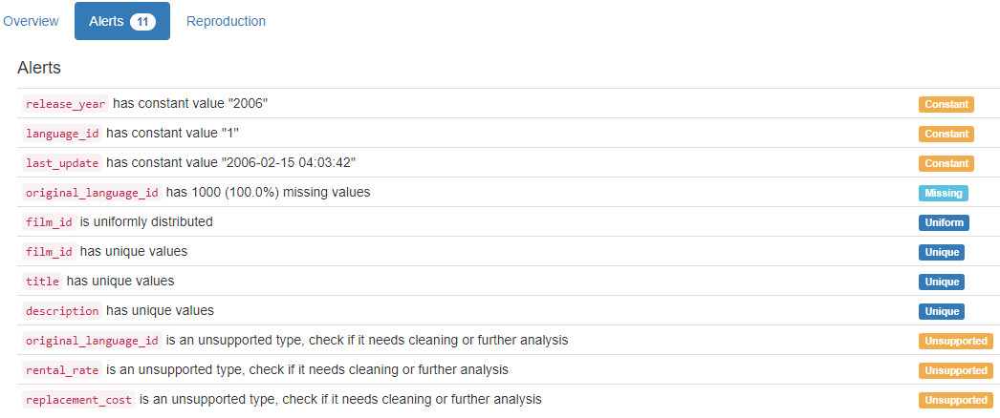 Overview Alerts 11 Reproduction
Alerts
release_year has constant value "2006" Constant
language_id has constant value "1" Constant
last_update has constant value "2006-02-15 04:03:42" Constant
original_language_id has 1000 (100.0%) missing values Missing
film_id is uniformly distributed Uniform
film_id has unique values Unique
title has unique values Unique
description has unique values Unique
original_language_id is an unsupported type, check if it needs cleaning or further analysis Unsupported
rental_rate is an unsupported type, check if it needs cleaning or further analysis Unsupported
replacement_cost is an unsupported type, check if it needs cleaning or further analysis Unsupported